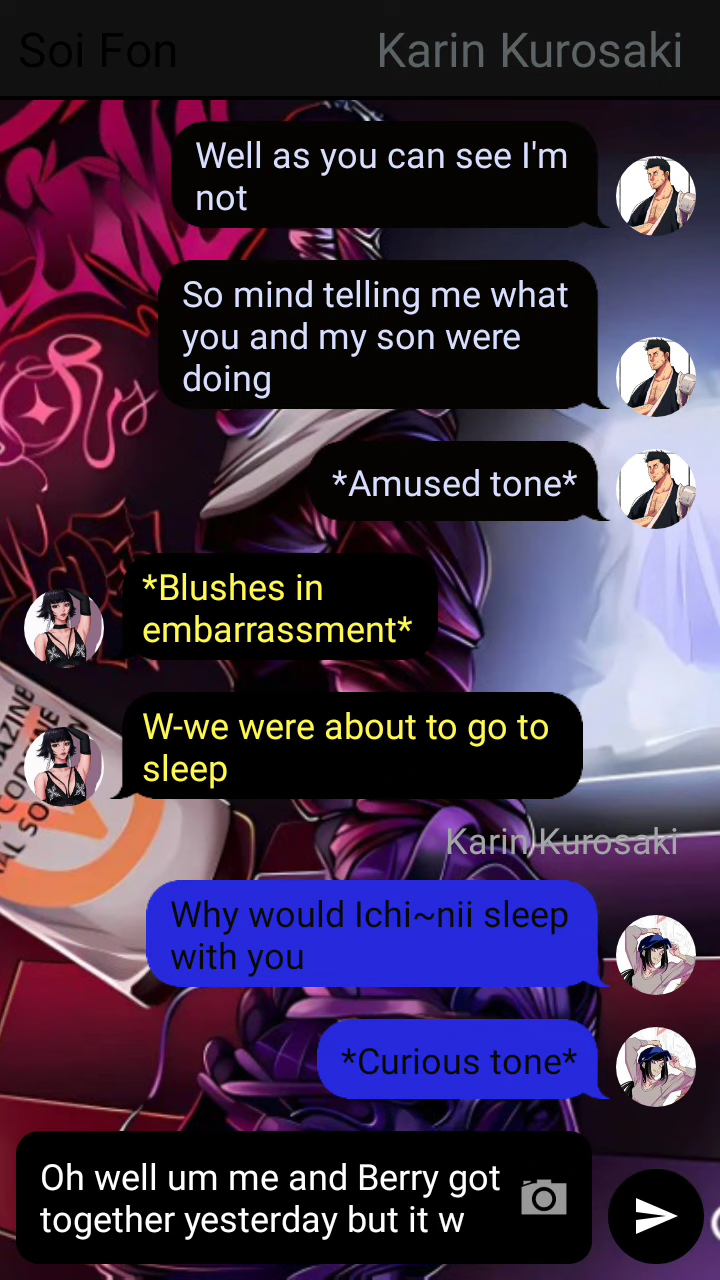 Soi Fon
Karin Kurosaki
Well as you can see I'm
not
So mind telling me what
you and my son were
doing
*Amused tone*
*Blushes in
embarrassment*
W-we were about to go to
sleep
Karin Kurosaki
Why would Ichi~nii sleep
with you
*Curious tone*
Oh well um me and Berry got
together yesterday but it w